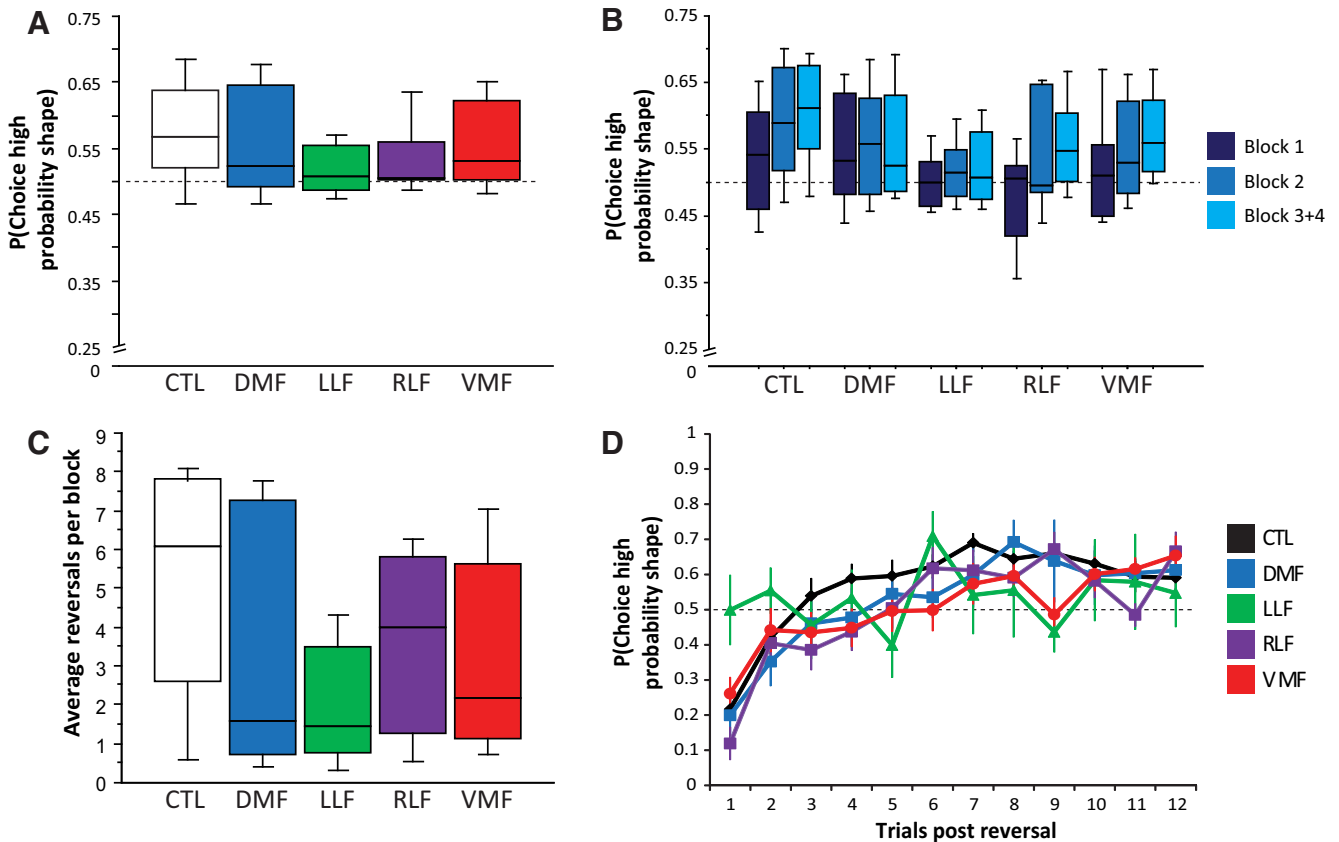 A
P(Choice high
probability shape)
0.75
0.65
0.55
0.45
0.35
0.25
0
CTL DMF LLF RLF VMF
B
P(Choice high
probability shape)
0.75
0.65
0.55
0.45
0.35
0.25
0
CTL DMF LLF RLF VMF
Block 1
Block 2
Block 3+4
C
Average reversals per block
9
8
7
6
5
4
3
2
1
0
CTL DMF LLF RLF VMF
D
P(Choice high
probability shape)
1
0.9
0.8
0.7
0.6
0.5
0.4
0.3
0.2
0.1
0
1 2 3 4 5 6 7 8 9 10 11 12
Trials post reversal
CTL
DMF
LLF
RLF
VMF